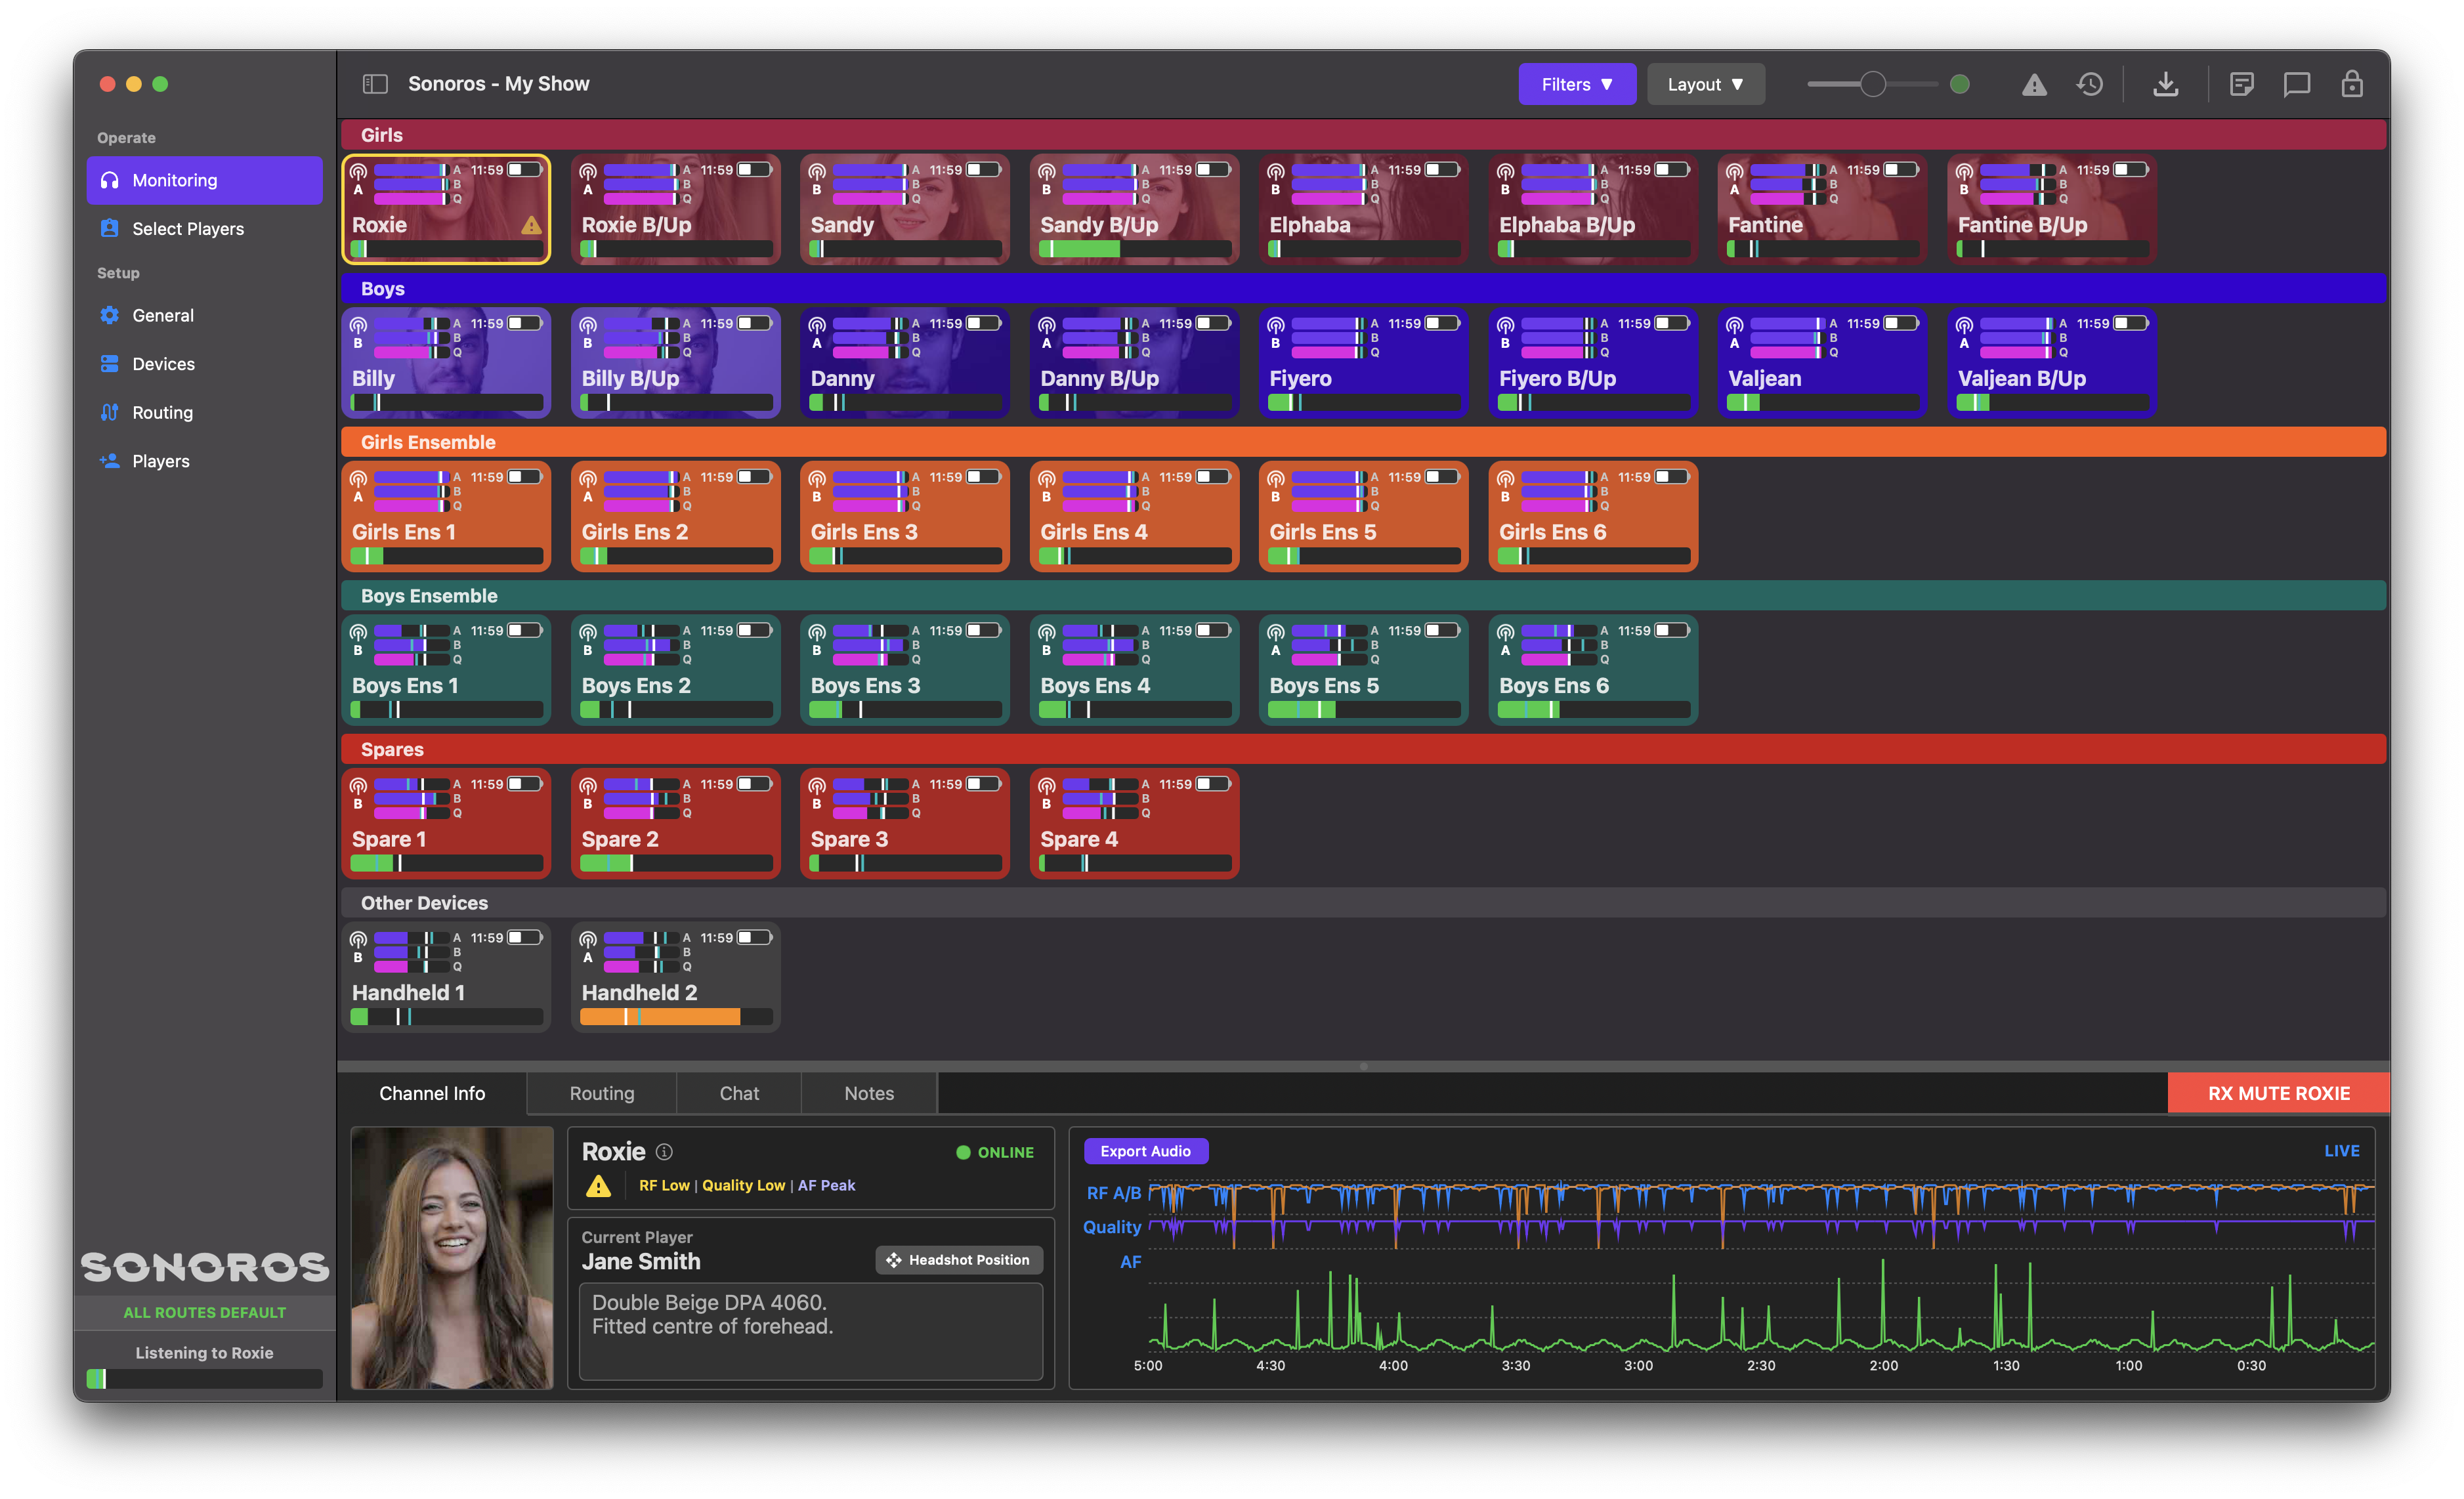 Sonoros - My Show
Filters ▼
Layout ▼
Operate
Monitoring
Select Players
Setup
General
Devices
Routing
Players
SONOROS
ALL ROUTES DEFAULT
Listening to Roxie
Girls
A A 11:59 B Q Roxie
A A 11:59 B Q Roxie B/Up
B A 11:59 B Q Sandy
B A 11:59 B Q Sandy B/Up
B A 11:59 B Q Elphaba
B A 11:59 B Q Elphaba B/Up
A A 11:59 B Q Fantine
B A 11:59 B Q Fantine B/Up
Boys
B A 11:59 B Q Billy
B A 11:59 B Q Billy B/Up
A A 11:59 B Q Danny
A A 11:59 B Q Danny B/Up
B A 11:59 B Q Fiyero
B A 11:59 B Q Fiyero B/Up
A A 11:59 B Q Valjean
A A 11:59 B Q Valjean B/Up
Girls Ensemble
A A 11:59 B Q Girls Ens 1
A A 11:59 B Q Girls Ens 2
B A 11:59 B Q Girls Ens 3
B A 11:59 B Q Girls Ens 4
B A 11:59 B Q Girls Ens 5
B A 11:59 B Q Girls Ens 6
Boys Ensemble
B A 11:59 B Q Boys Ens 1
B A 11:59 B Q Boys Ens 2
B A 11:59 B Q Boys Ens 3
B A 11:59 B Q Boys Ens 4
A A 11:59 B Q Boys Ens 5
A A 11:59 B Q Boys Ens 6
Spares
B A 11:59 B Q Spare 1
B A 11:59 B Q Spare 2
B A 11:59 B Q Spare 3
B A 11:59 B Q Spare 4
Other Devices
B A 11:59 B Q Handheld 1
A A 11:59 B Q Handheld 2
Channel Info
Routing
Chat
Notes
RX MUTE ROXIE
Roxie
ONLINE
RF Low | Quality Low | AF Peak
Current Player
Jane Smith
Headshot Position
Double Beige DPA 4060.
Fitted centre of forehead.
Export Audio
LIVE
RF A/B
Quality
AF
5:00 4:30 4:00 3:30 3:00 2:30 2:00 1:30 1:00 0:30